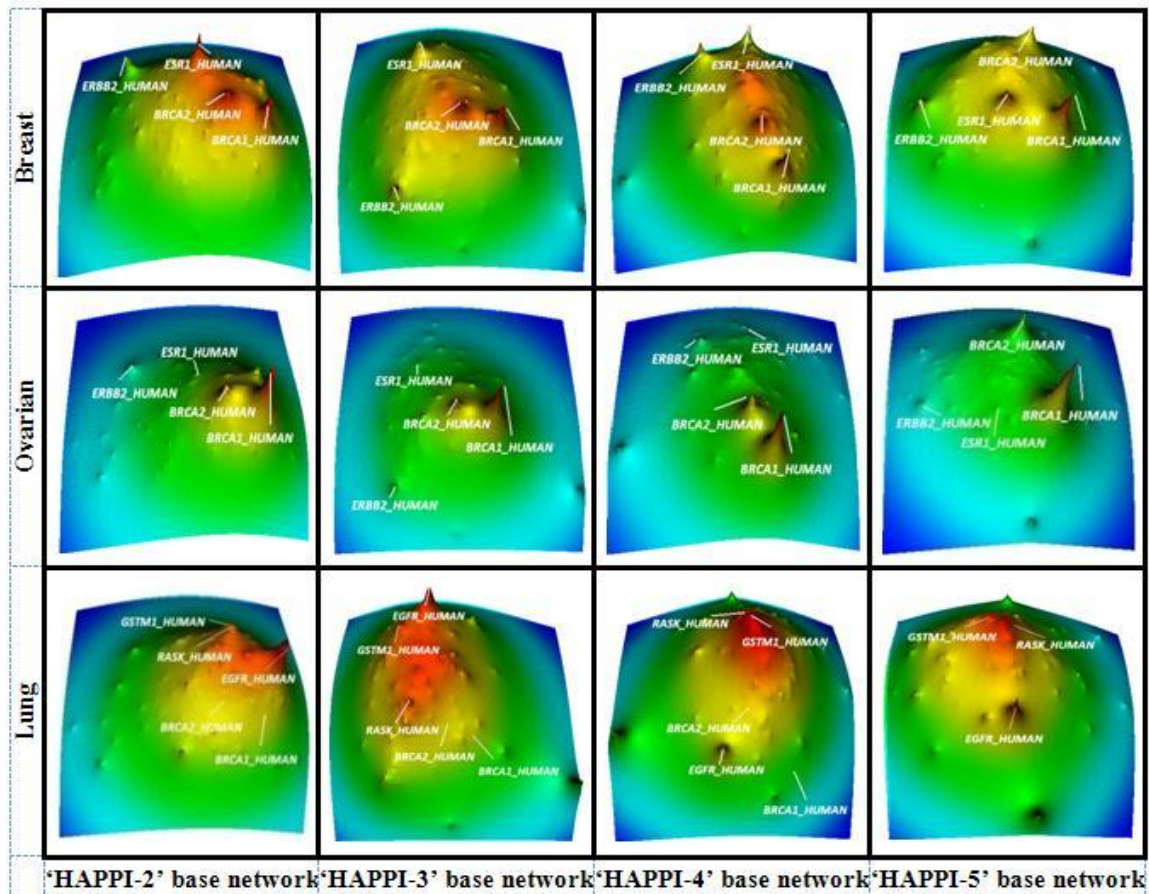 Breast
ESR1_HUMAN
ERBB2_HUMAN
BRCA2_HUMAN
BRCA1_HUMAN
ESR1_HUMAN
BRCA2_HUMAN
BRCA1_HUMAN
ERBB2_HUMAN
ESR1_HUMAN
ERBB2_HUMAN
BRCA2_HUMAN
BRCA1_HUMAN
BRCA2_HUMAN
ESR1_HUMAN
ERBB2_HUMAN
BRCA1_HUMAN
Ovarian
ESR1_HUMAN
ERBB2_HUMAN
BRCA2_HUMAN
BRCA1_HUMAN
ESR1_HUMAN
BRCA2_HUMAN
BRCA1_HUMAN
ERBB2_HUMAN
ESR1_HUMAN
ERBB2_HUMAN
BRCA2_HUMAN
BRCA1_HUMAN
BRCA2_HUMAN
BRCA1_HUMAN
ERBB2_HUMAN
ESR1_HUMAN
Lung
GSTM1_HUMAN
RASK_HUMAN
EGFR_HUMAN
BRCA2_HUMAN
BRCA1_HUMAN
EGFR_HUMAN
GSTM1_HUMAN
RASK_HUMAN
BRCA2_HUMAN
BRCA1_HUMAN
RASK_HUMAN
GSTM1_HUMAN
BRCA2_HUMAN
EGFR_HUMAN
BRCA1_HUMAN
GSTM1_HUMAN
RASK_HUMAN
EGFR_HUMAN
‘HAPPI-2’ base network
‘HAPPI-3’ base network
‘HAPPI-4’ base network
‘HAPPI-5’ base network